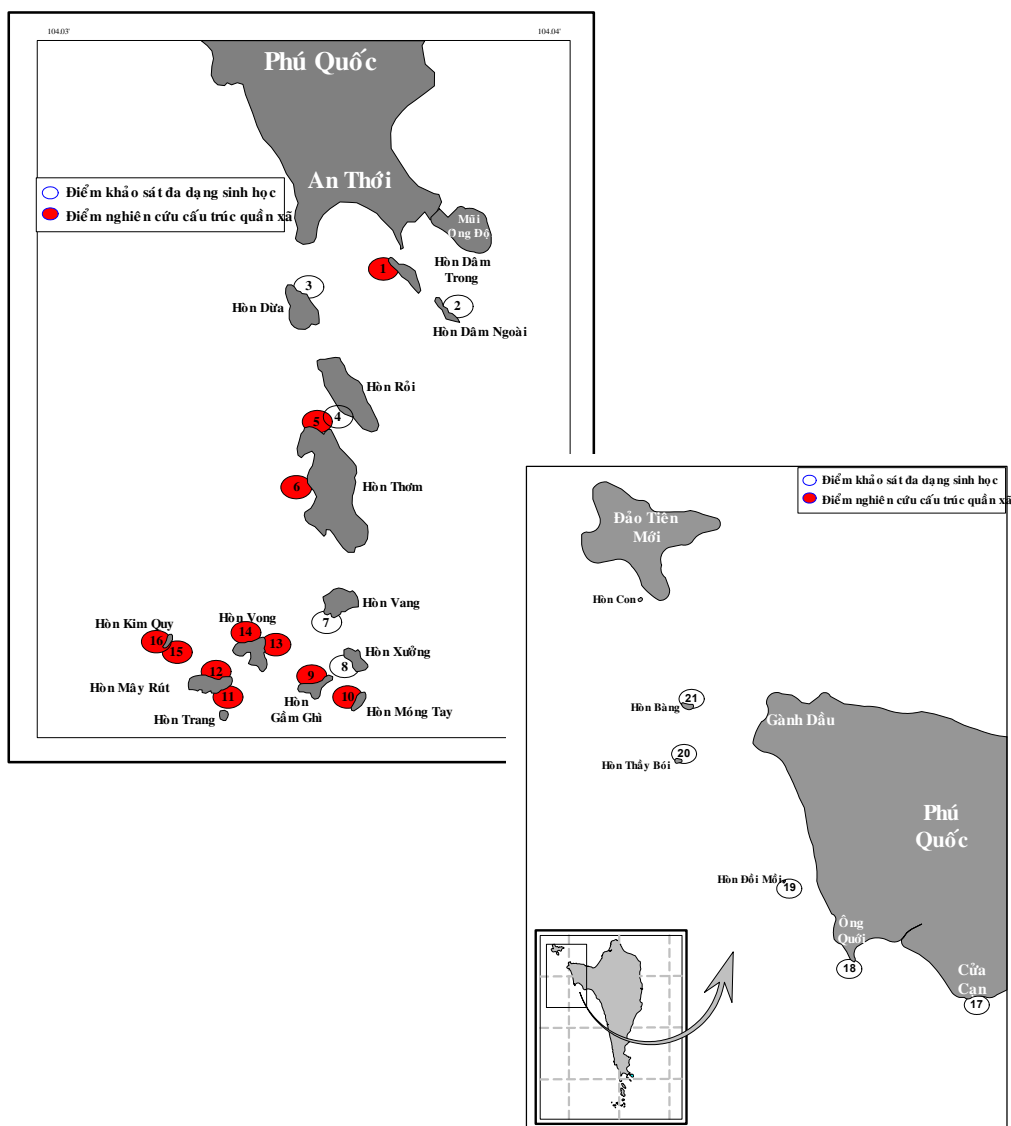 104.03'
104.04'
Phú Quốc
An Thới
Điểm khảo sát đa dạng sinh học
Điểm nghiên cứu cấu trúc quần xã
Mũi
Ông Độ
Hòn Dâm
Trong
1
3
2
Hòn Dừa
Hòn Dâm Ngoài
Hòn Rỏi
4
5
6
Hòn Thơm
Hòn Vang
7
Hòn Vong
Hòn Kim Quy
14
13
16
15
Hòn Xưởng
8
12
9
Hòn Mây Rút
11
10
Hòn
Gầm Ghì
Hòn Móng Tay
Hòn Trang
Điểm khảo sát đa dạng sinh học
Điểm nghiên cứu cấu trúc quần xã
Đảo Tiên
Mới
Hòn Con
21
Hòn Bàng
Gành Dầu
20
Hòn Thầy Bói
Phú
Quốc
Hòn Đồi Mồi
19
Ông
Quới
18
Cửa
Cạn
17